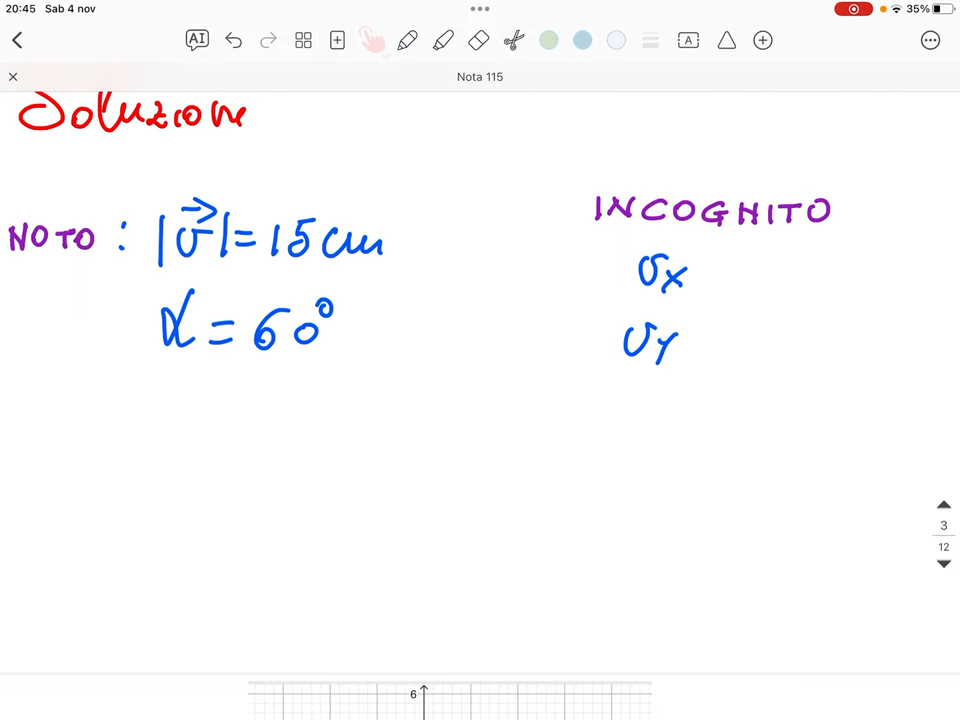 20:45 Sab 4 nov
35%
AI
A
Nota 115
Soluzione
NOTO : |v⃗| = 15 cm
α = 60°
INCOGNITO
vx
vy
3
12
6